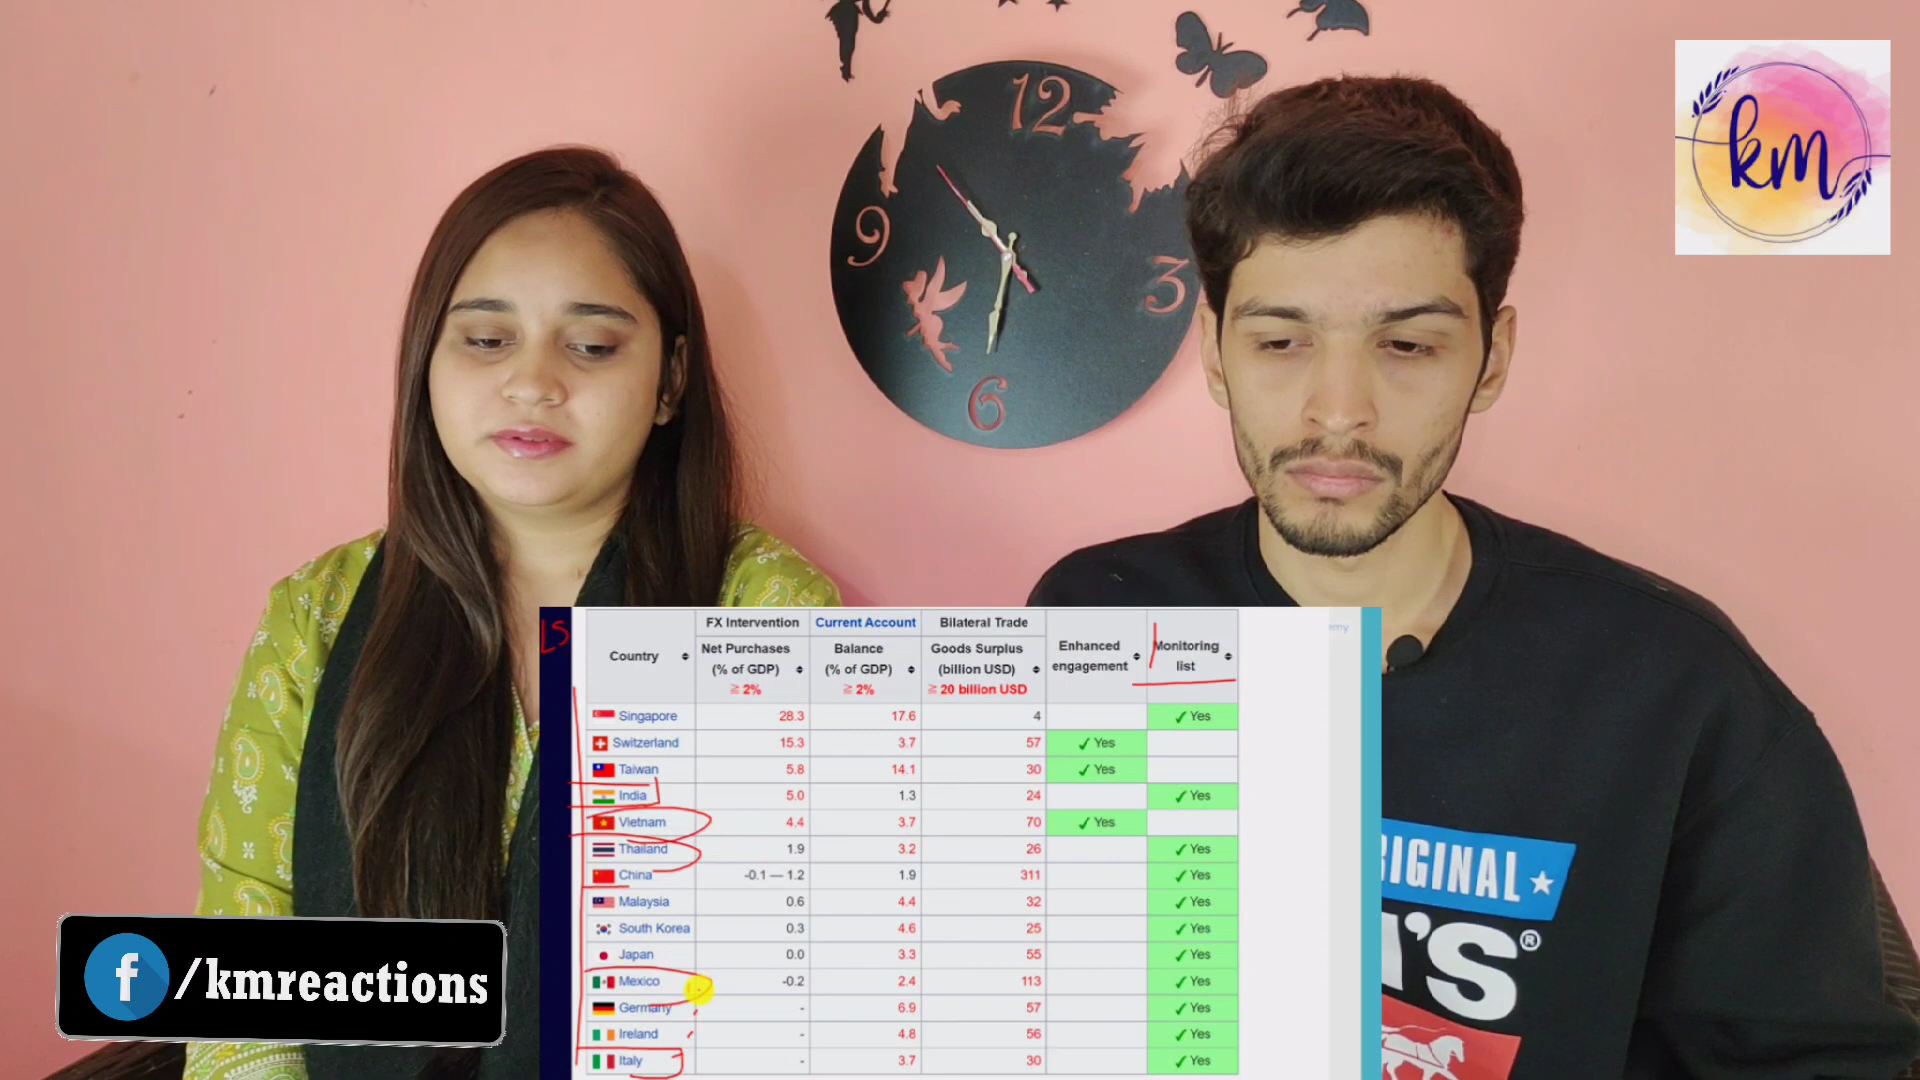 12
9
3
6
km
LS
emy
Country FX Intervention Current Account Bilateral Trade Enhanced engagement Monitoring list
Net Purchases (% of GDP) ≧ 2% Balance (% of GDP) ≧ 2% Goods Surplus (billion USD) ≧ 20 billion USD
Singapore 28.3 17.6 4 ✓ Yes
Switzerland 15.3 3.7 57 ✓ Yes
Taiwan 5.8 14.1 30 ✓ Yes
India 5.0 1.3 24 ✓ Yes
Vietnam 4.4 3.7 70 ✓ Yes
Thailand 1.9 3.2 26 ✓ Yes
China -0.1 — 1.2 1.9 311 ✓ Yes
Malaysia 0.6 4.4 32 ✓ Yes
South Korea 0.3 4.6 25 ✓ Yes
Japan 0.0 3.3 55 ✓ Yes
Mexico -0.2 2.4 113 ✓ Yes
Germany - 6.9 57 ✓ Yes
Ireland - 4.8 56 ✓ Yes
Italy - 3.7 30 ✓ Yes
RIGINAL
'S®
f/kmreactions